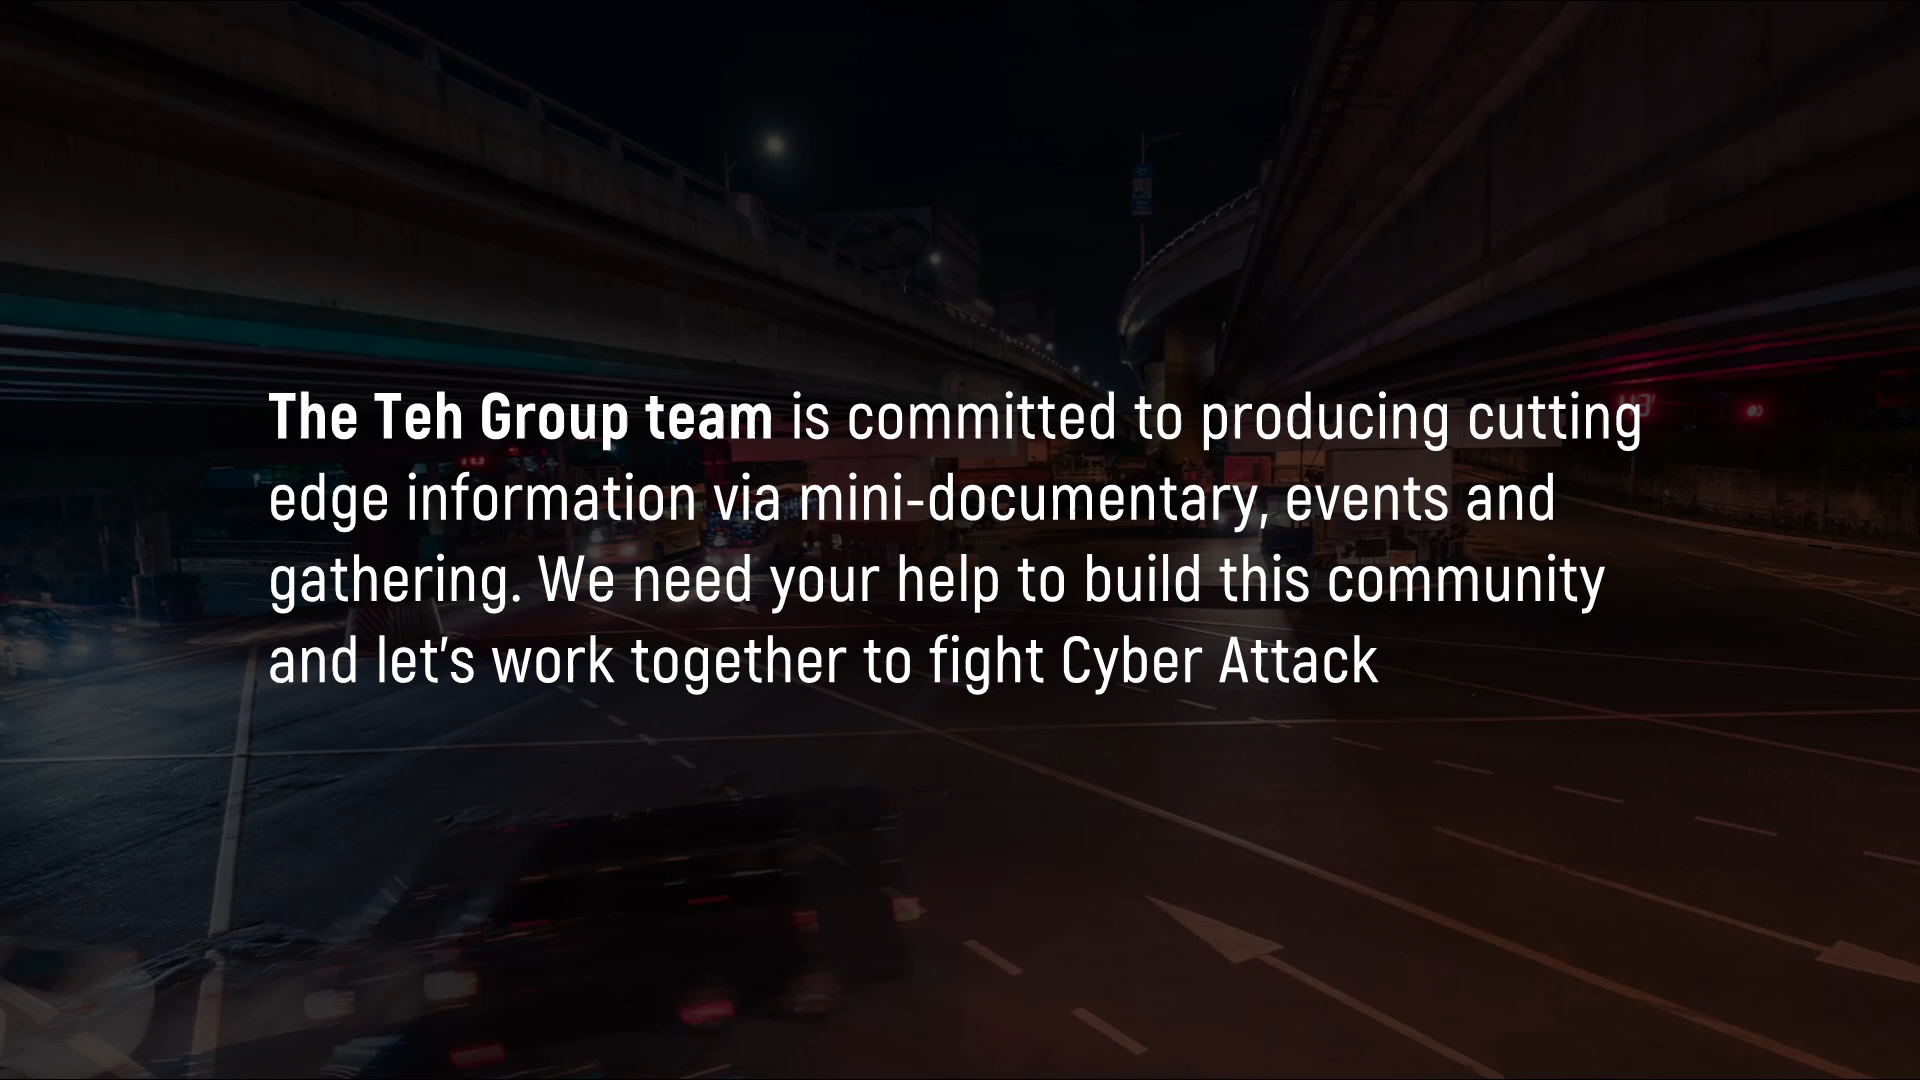 The Teh Group team is committed to producing cutting
edge information via mini-documentary, events and
gathering. We need your help to build this community
and let's work together to fight Cyber Attack